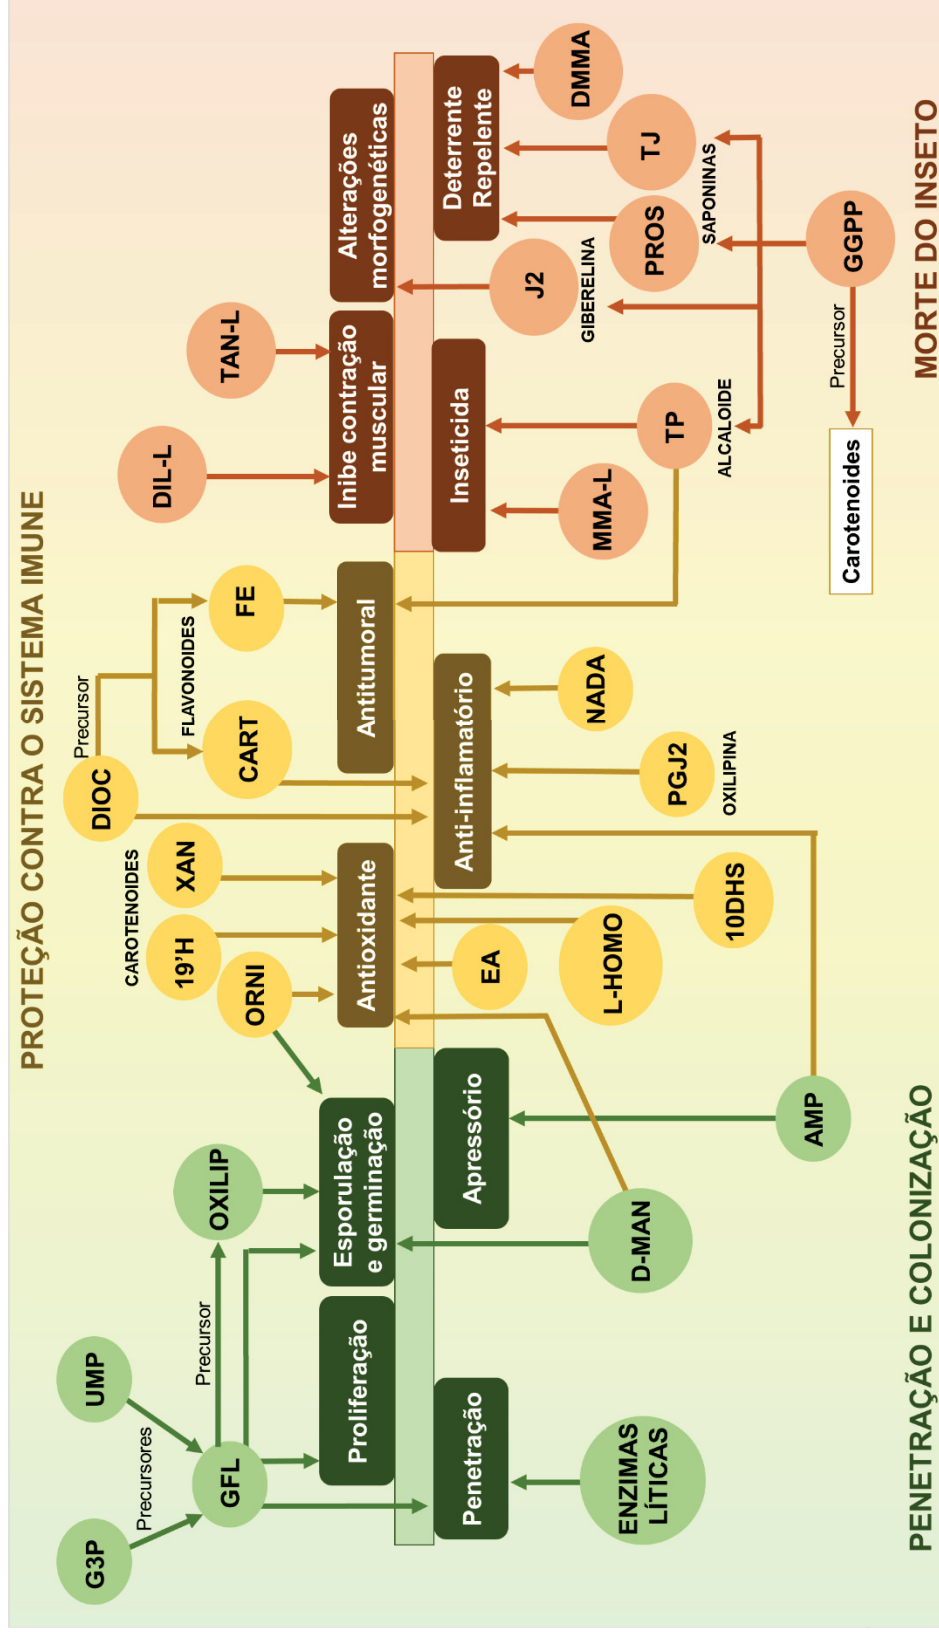 PROTEÇÃO CONTRA O SISTEMA IMUNE
G3P
UMP
Precursores
GFL
Precursor
OXILIP
ORNI
19'H
XAN
CAROTENOIDES
DIOC
Precursor
FLAVONOIDES
CART
FE
DIL-L
TAN-L
Proliferação
Esporulação
e germinação
Antioxidante
Antitumoral
Inibe contração
muscular
Alterações
morfogenéticas
Penetração
Apressório
Anti-inflamatório
Inseticida
Deterrente
Repelente
ENZIMAS
LÍTICAS
D-MAN
AMP
EA
L-HOMO
10DHS
PGJ2
OXILIPINA
NADA
MMA-L
TP
ALCALOIDE
J2
GIBERELINA
PROS
SAPONINAS
TJ
DMMA
GGPP
Precursor
Carotenoides
PENETRAÇÃO E COLONIZAÇÃO
MORTE DO INSETO